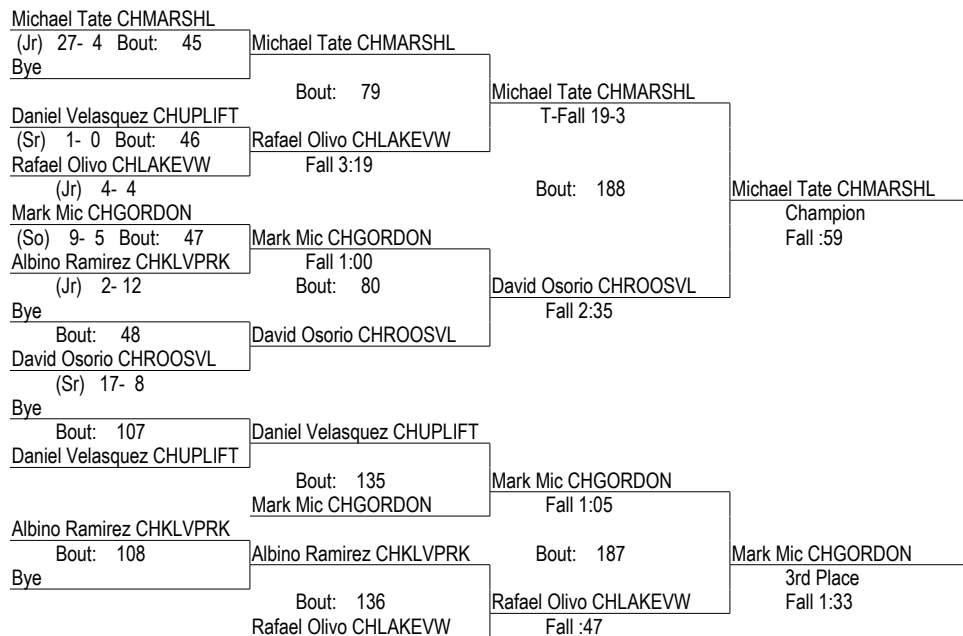 Michael Tate CHMARSHL
(Jr) 27- 4 Bout: 45 Michael Tate CHMARSHL
Bye
Bout: 79 Michael Tate CHMARSHL
Daniel Velasquez CHUPLIFT T-Fall 19-3
(Sr) 1- 0 Bout: 46 Rafael Olivo CHLAKEVW
Rafael Olivo CHLAKEVW Fall 3:19
(Jr) 4- 4 Bout: 188 Michael Tate CHMARSHL
Mark Mic CHGORDON Champion
(So) 9- 5 Bout: 47 Mark Mic CHGORDON Fall :59
Albino Ramirez CHKLVPRK Fall 1:00
(Jr) 2- 12 Bout: 80 David Osorio CHROOSVL
Bye Fall 2:35
Bout: 48 David Osorio CHROOSVL
David Osorio CHROOSVL
(Sr) 17- 8
Bye
Bout: 107 Daniel Velasquez CHUPLIFT
Daniel Velasquez CHUPLIFT
Bout: 135 Mark Mic CHGORDON
Mark Mic CHGORDON Fall 1:05
Albino Ramirez CHKLVPRK
Bout: 108 Albino Ramirez CHKLVPRK Bout: 187 Mark Mic CHGORDON
Bye 3rd Place
Bout: 136 Rafael Olivo CHLAKEVW Fall 1:33
Rafael Olivo CHLAKEVW Fall :47